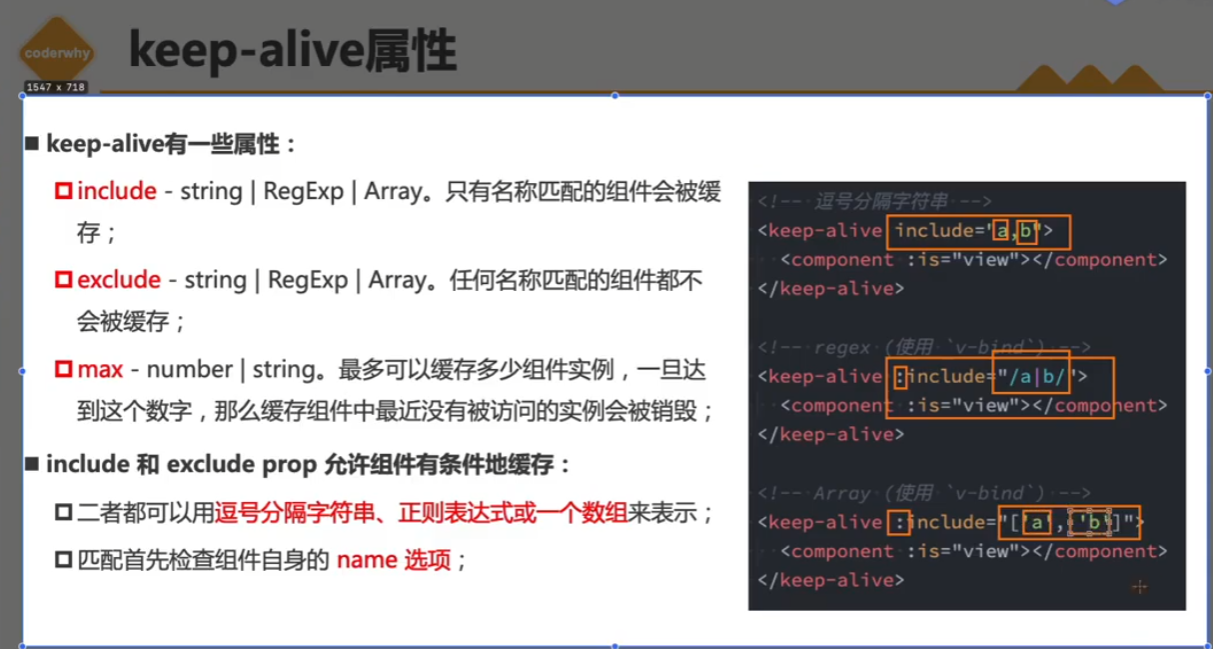 coderwhy
keep-alive属性
1547 x 718
keep-alive有一些属性：
include - string | RegExp | Array。只有名称匹配的组件会被缓
存；
exclude - string | RegExp | Array。任何名称匹配的组件都不
会被缓存；
max - number | string。最多可以缓存多少组件实例，一旦达
到这个数字，那么缓存组件中最近没有被访问的实例会被销毁；
include 和 exclude prop 允许组件有条件地缓存：
二者都可以用逗号分隔字符串、正则表达式或一个数组来表示；
匹配首先检查组件自身的 name 选项；
<!-- 逗号分隔字符串 -->
<keep-alive include="a,b">
<component :is="view"></component>
</keep-alive>
<!-- regex (使用 `v-bind`) -->
<keep-alive :include="/a|b/">
<component :is="view"></component>
</keep-alive>
<!-- Array (使用 `v-bind`) -->
<keep-alive :include="['a', 'b']">
<component :is="view"></component>
</keep-alive>